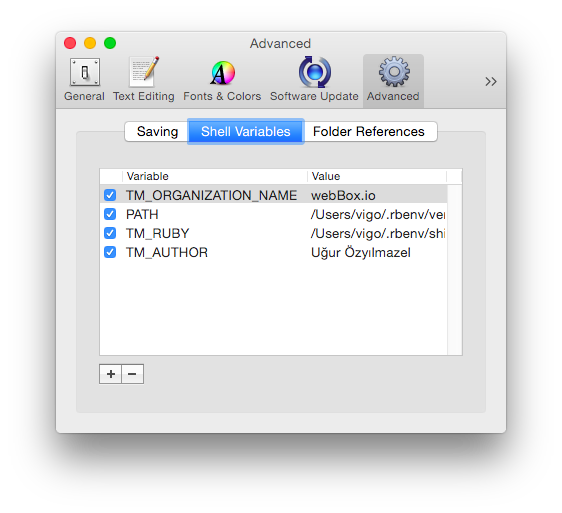 Advanced
General Text Editing Fonts & Colors Software Update Advanced
Saving Shell Variables Folder References
Variable Value
TM_ORGANIZATION_NAME webBox.io
PATH /Users/vigo/.rbenv/ver
TM_RUBY /Users/vigo/.rbenv/shi
TM_AUTHOR Uğur Özyılmazel